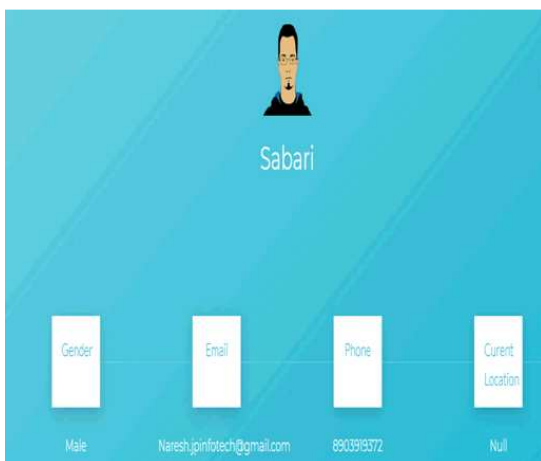 Sabari
Gender
Email
Phone
Curent
Location
Male
Naresh.jpinfotech@gmail.com
8903919372
Null